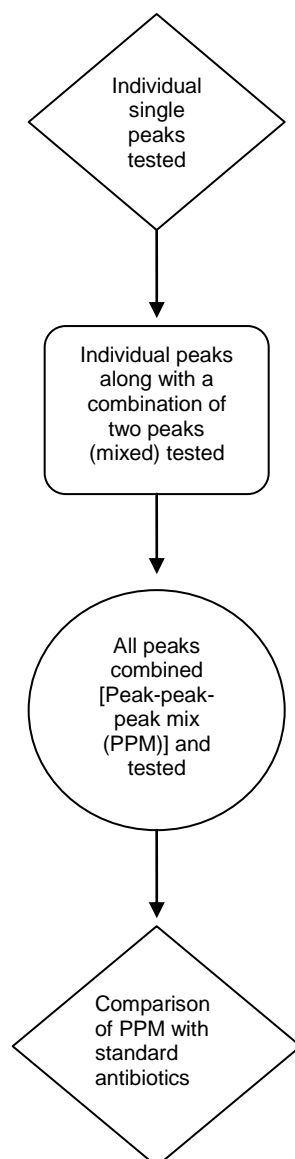 Individual
single
peaks
tested
Individual peaks
along with a
combination of
two peaks
(mixed) tested
All peaks
combined
[Peak-peak-
peak mix
(PPM)] and
tested
Comparison
of PPM with
standard
antibiotics